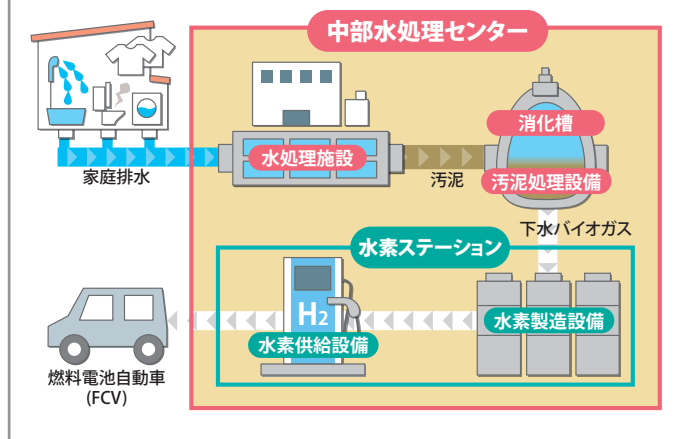 中部水処理センター
消化槽
水処理施設
汚泥処理設備
家庭排水
汚泥
下水バイオガス
水素ステーション
H2
水素製造設備
水素供給設備
燃料電池自動車
(FCV)